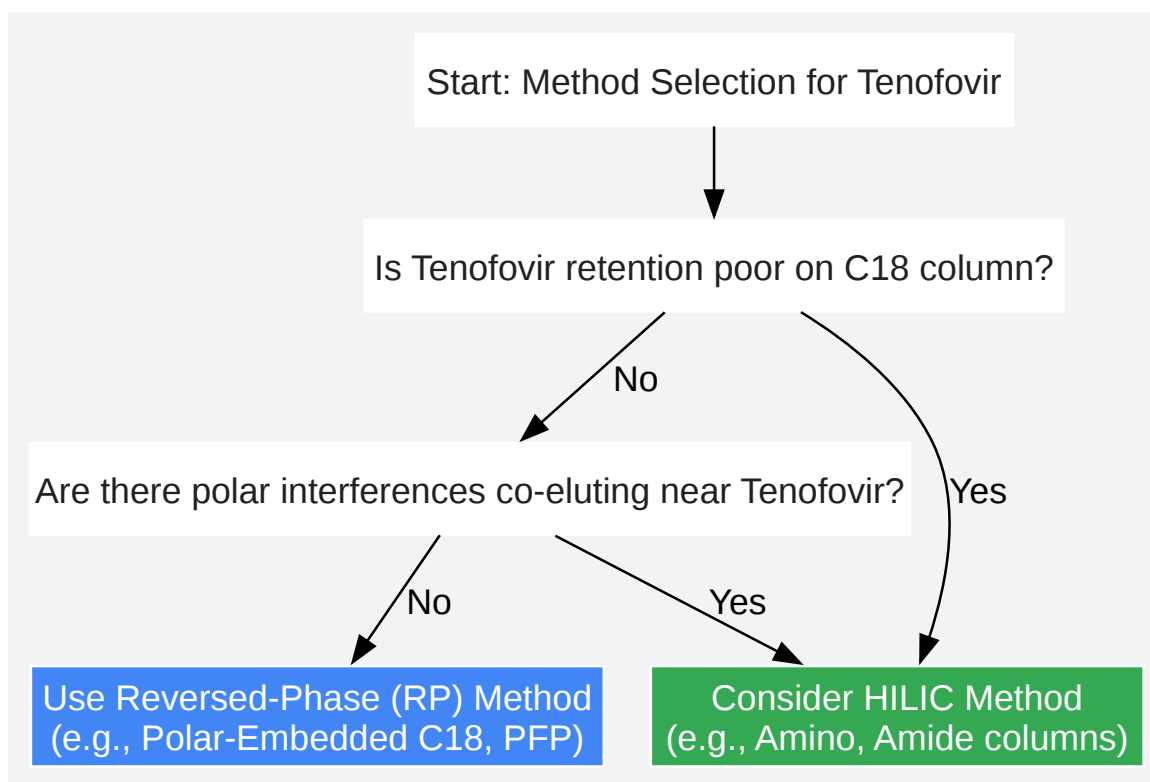 Start: Method Selection for Tenofovir
Is Tenofovir retention poor on C18 column?
No
Are there polar interferences co-eluting near Tenofovir?
Yes
No
Yes
Use Reversed-Phase (RP) Method
(e.g., Polar-Embedded C18, PFP)
Consider HILIC Method
(e.g., Amino, Amide columns)